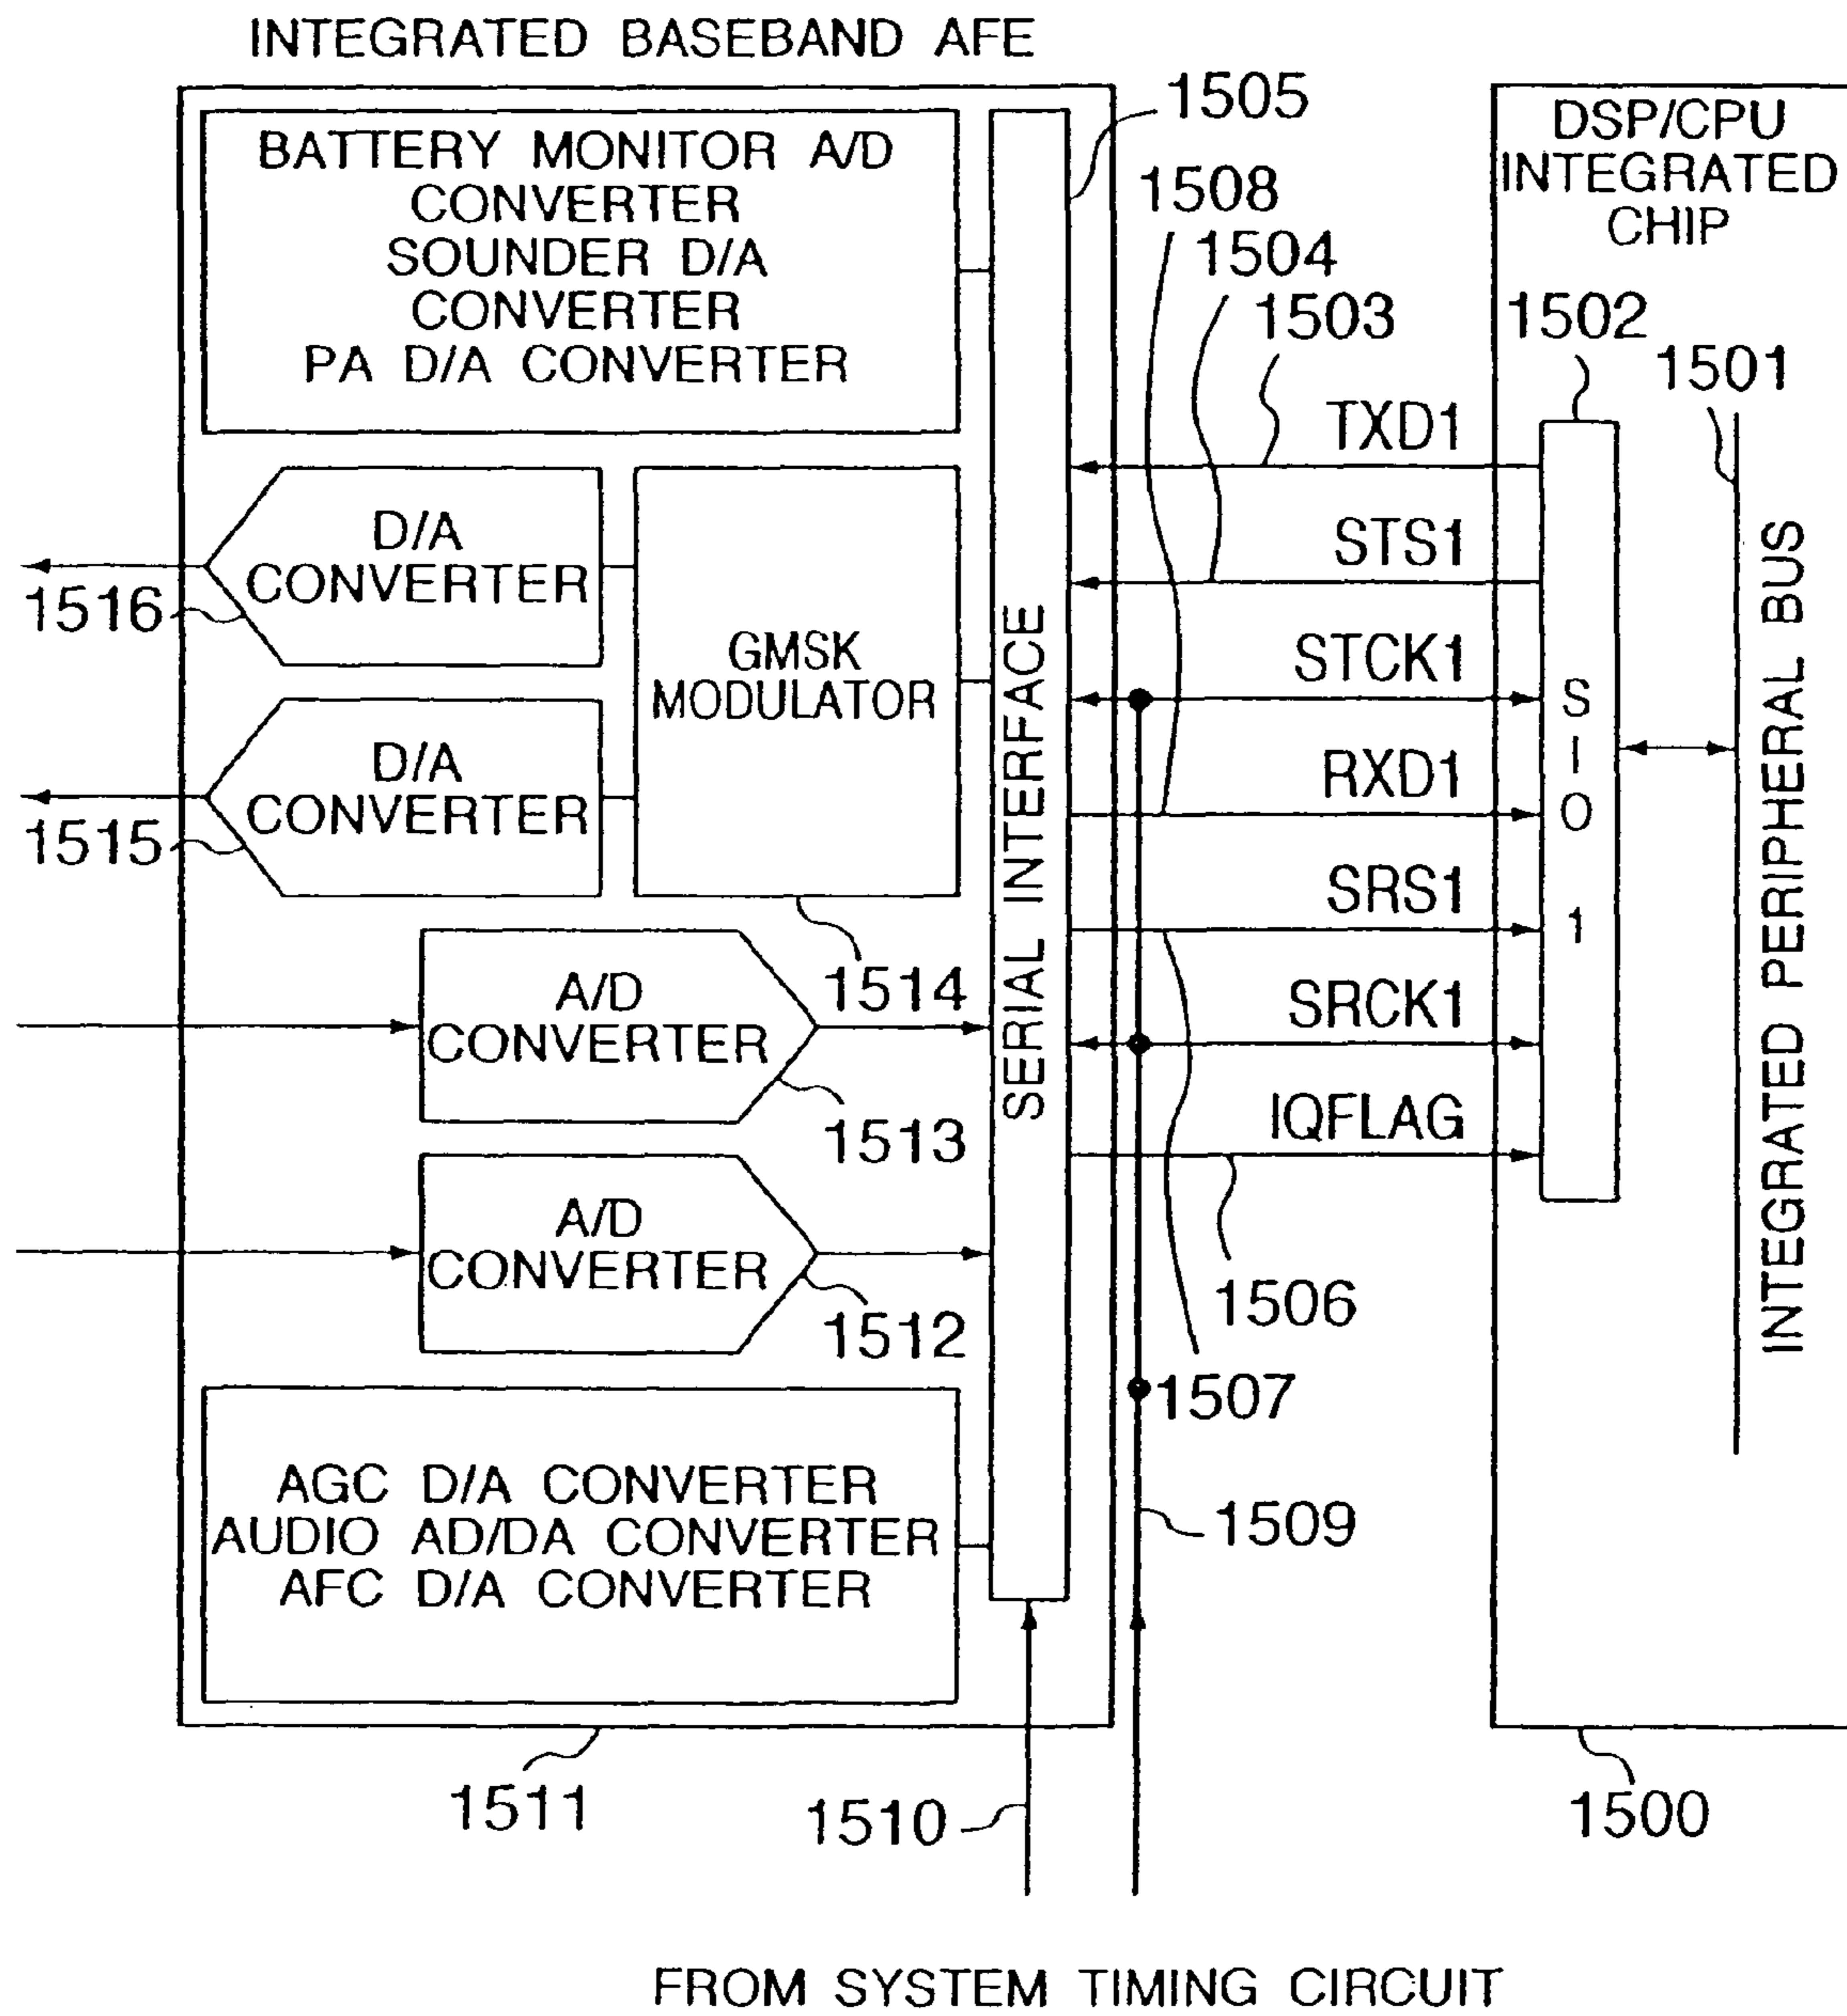 INTEGRATED BASEBAND AFE
1505
DSP/CPU
INTEGRATED
CHIP
BATTERY MONITOR A/D
CONVERTER
SOUNDER D/A
CONVERTER
PA D/A CONVERTER
1508
1504
1503
1502
1501
TXD1
STS1
STCK1
RXD1
SRS1
SRCK1
IQFLAG
SIO1
INTEGRATED PERIPHERAL BUS
SERIAL INTERFACE
D/A
CONVERTER
1516
GMSK
MODULATOR
D/A
CONVERTER
1515
1514
A/D
CONVERTER
1513
A/D
CONVERTER
1512
1506
1507
1509
AGC D/A CONVERTER
AUDIO AD/DA CONVERTER
AFC D/A CONVERTER
1511
1510
1500
FROM SYSTEM TIMING CIRCUIT